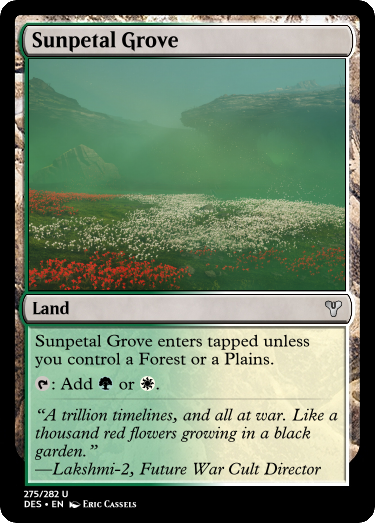 Sunpetal Grove
Land
Sunpetal Grove enters tapped unless
you control a Forest or a Plains.
: Add or .
“A trillion timelines, and all at war. Like a
thousand red flowers growing in a black
garden.”
—Lakshmi-2, Future War Cult Director
275/282 U
DES • EN Eric Cassels